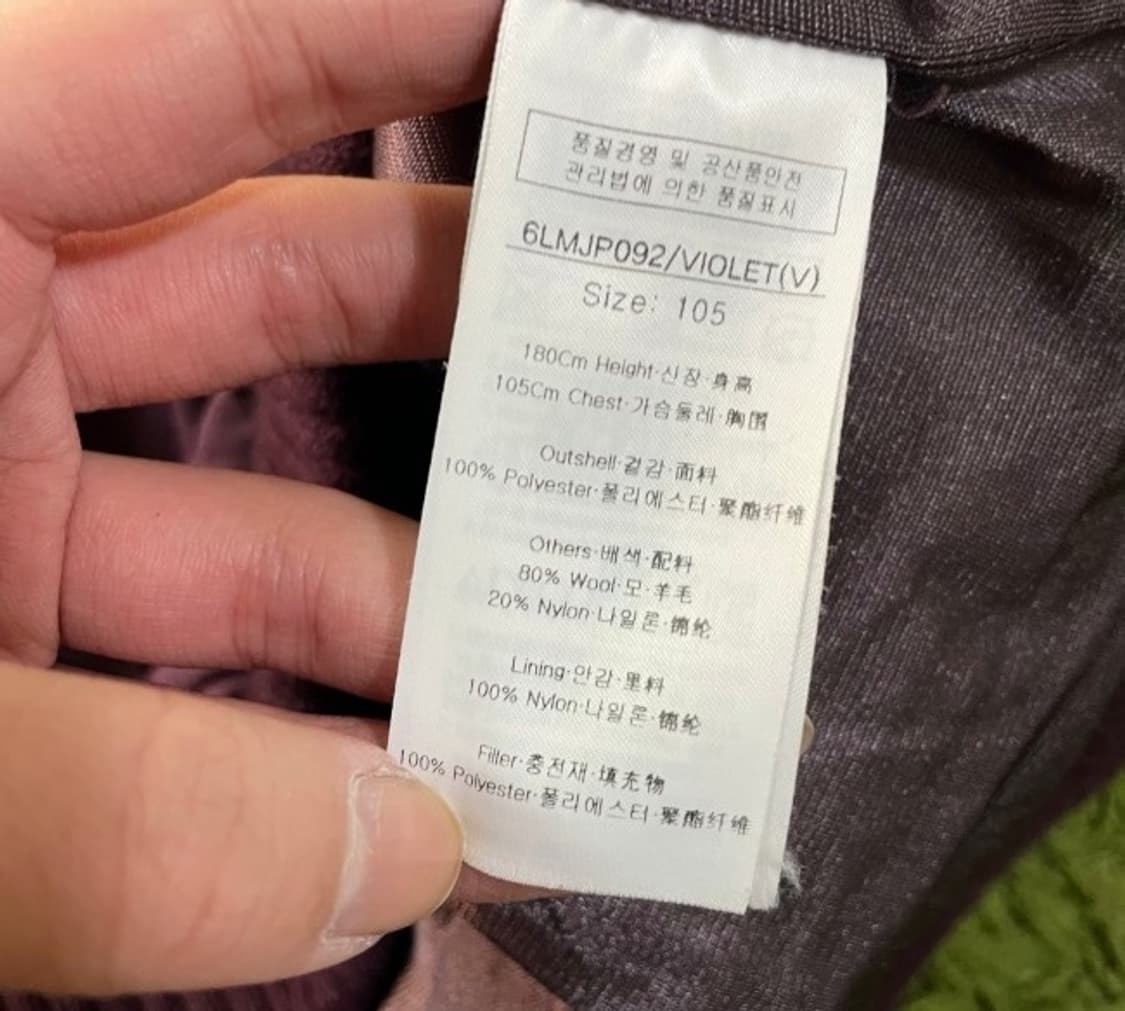 품질경영 및 공산품안전
관리법에 의한 품질표시
6LMJP092/VIOLET(V)
Size: 105
180Cm Height·신장·身高
105Cm Chest·가슴둘레·胸围
Outshell·겉감·面料
100% Polyester·폴리에스터·聚酯纤维
Others·배색·配料
80% Wool·모·羊毛
20% Nylon·나일론·锦纶
Lining·안감·里料
100% Nylon·나일론·锦纶
Filler·충전재·填充物
100% Polyester·폴리에스터·聚酯纤维